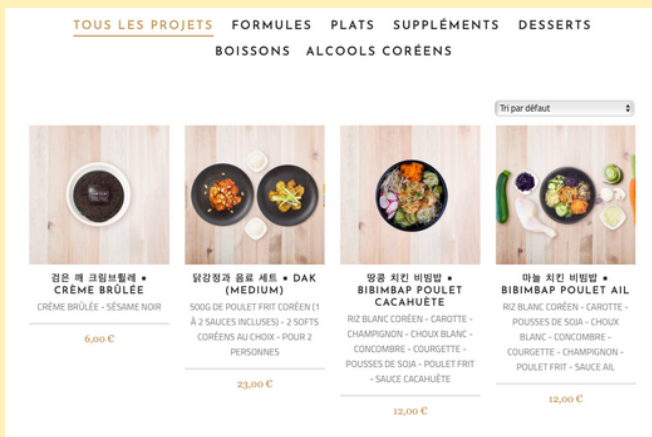 TOUS LES PROJETS FORMULES PLATS SUPPLÉMENTS DESSERTS
BOISSONS ALCOOLS CORÉENS
Tri par défaut
검은 깨 크림브륄레 •
CRÈME BRÛLÉE
CRÈME BRÛLÉE - SÉSAME NOIR
6,00 €
닭강정과 음료 세트 • DAK
(MEDIUM)
500G DE POULET FRIT CORÉEN (1
À 2 SAUCES INCLUSES) - 2 SOFTS
CORÉENS AU CHOIX - POUR 2
PERSONNES
23,00 €
땅콩 치킨 비빔밥 •
BIBIMBAP POULET
CACAHUÈTE
RIZ BLANC CORÉEN - CAROTTE -
CHAMPIGNON - CHOUX BLANC -
CONCOMBRE - COURGETTE -
POUSSES DE SOJA - POULET FRIT
- SAUCE CACAHUÈTE
12,00 €
마늘 치킨 비빔밥 •
BIBIMBAP POULET AIL
RIZ BLANC CORÉEN - CAROTTE -
POUSSES DE SOJA - CHOUX
BLANC - CONCOMBRE -
COURGETTE - CHAMPIGNON -
POULET FRIT - SAUCE AIL
12,00 €